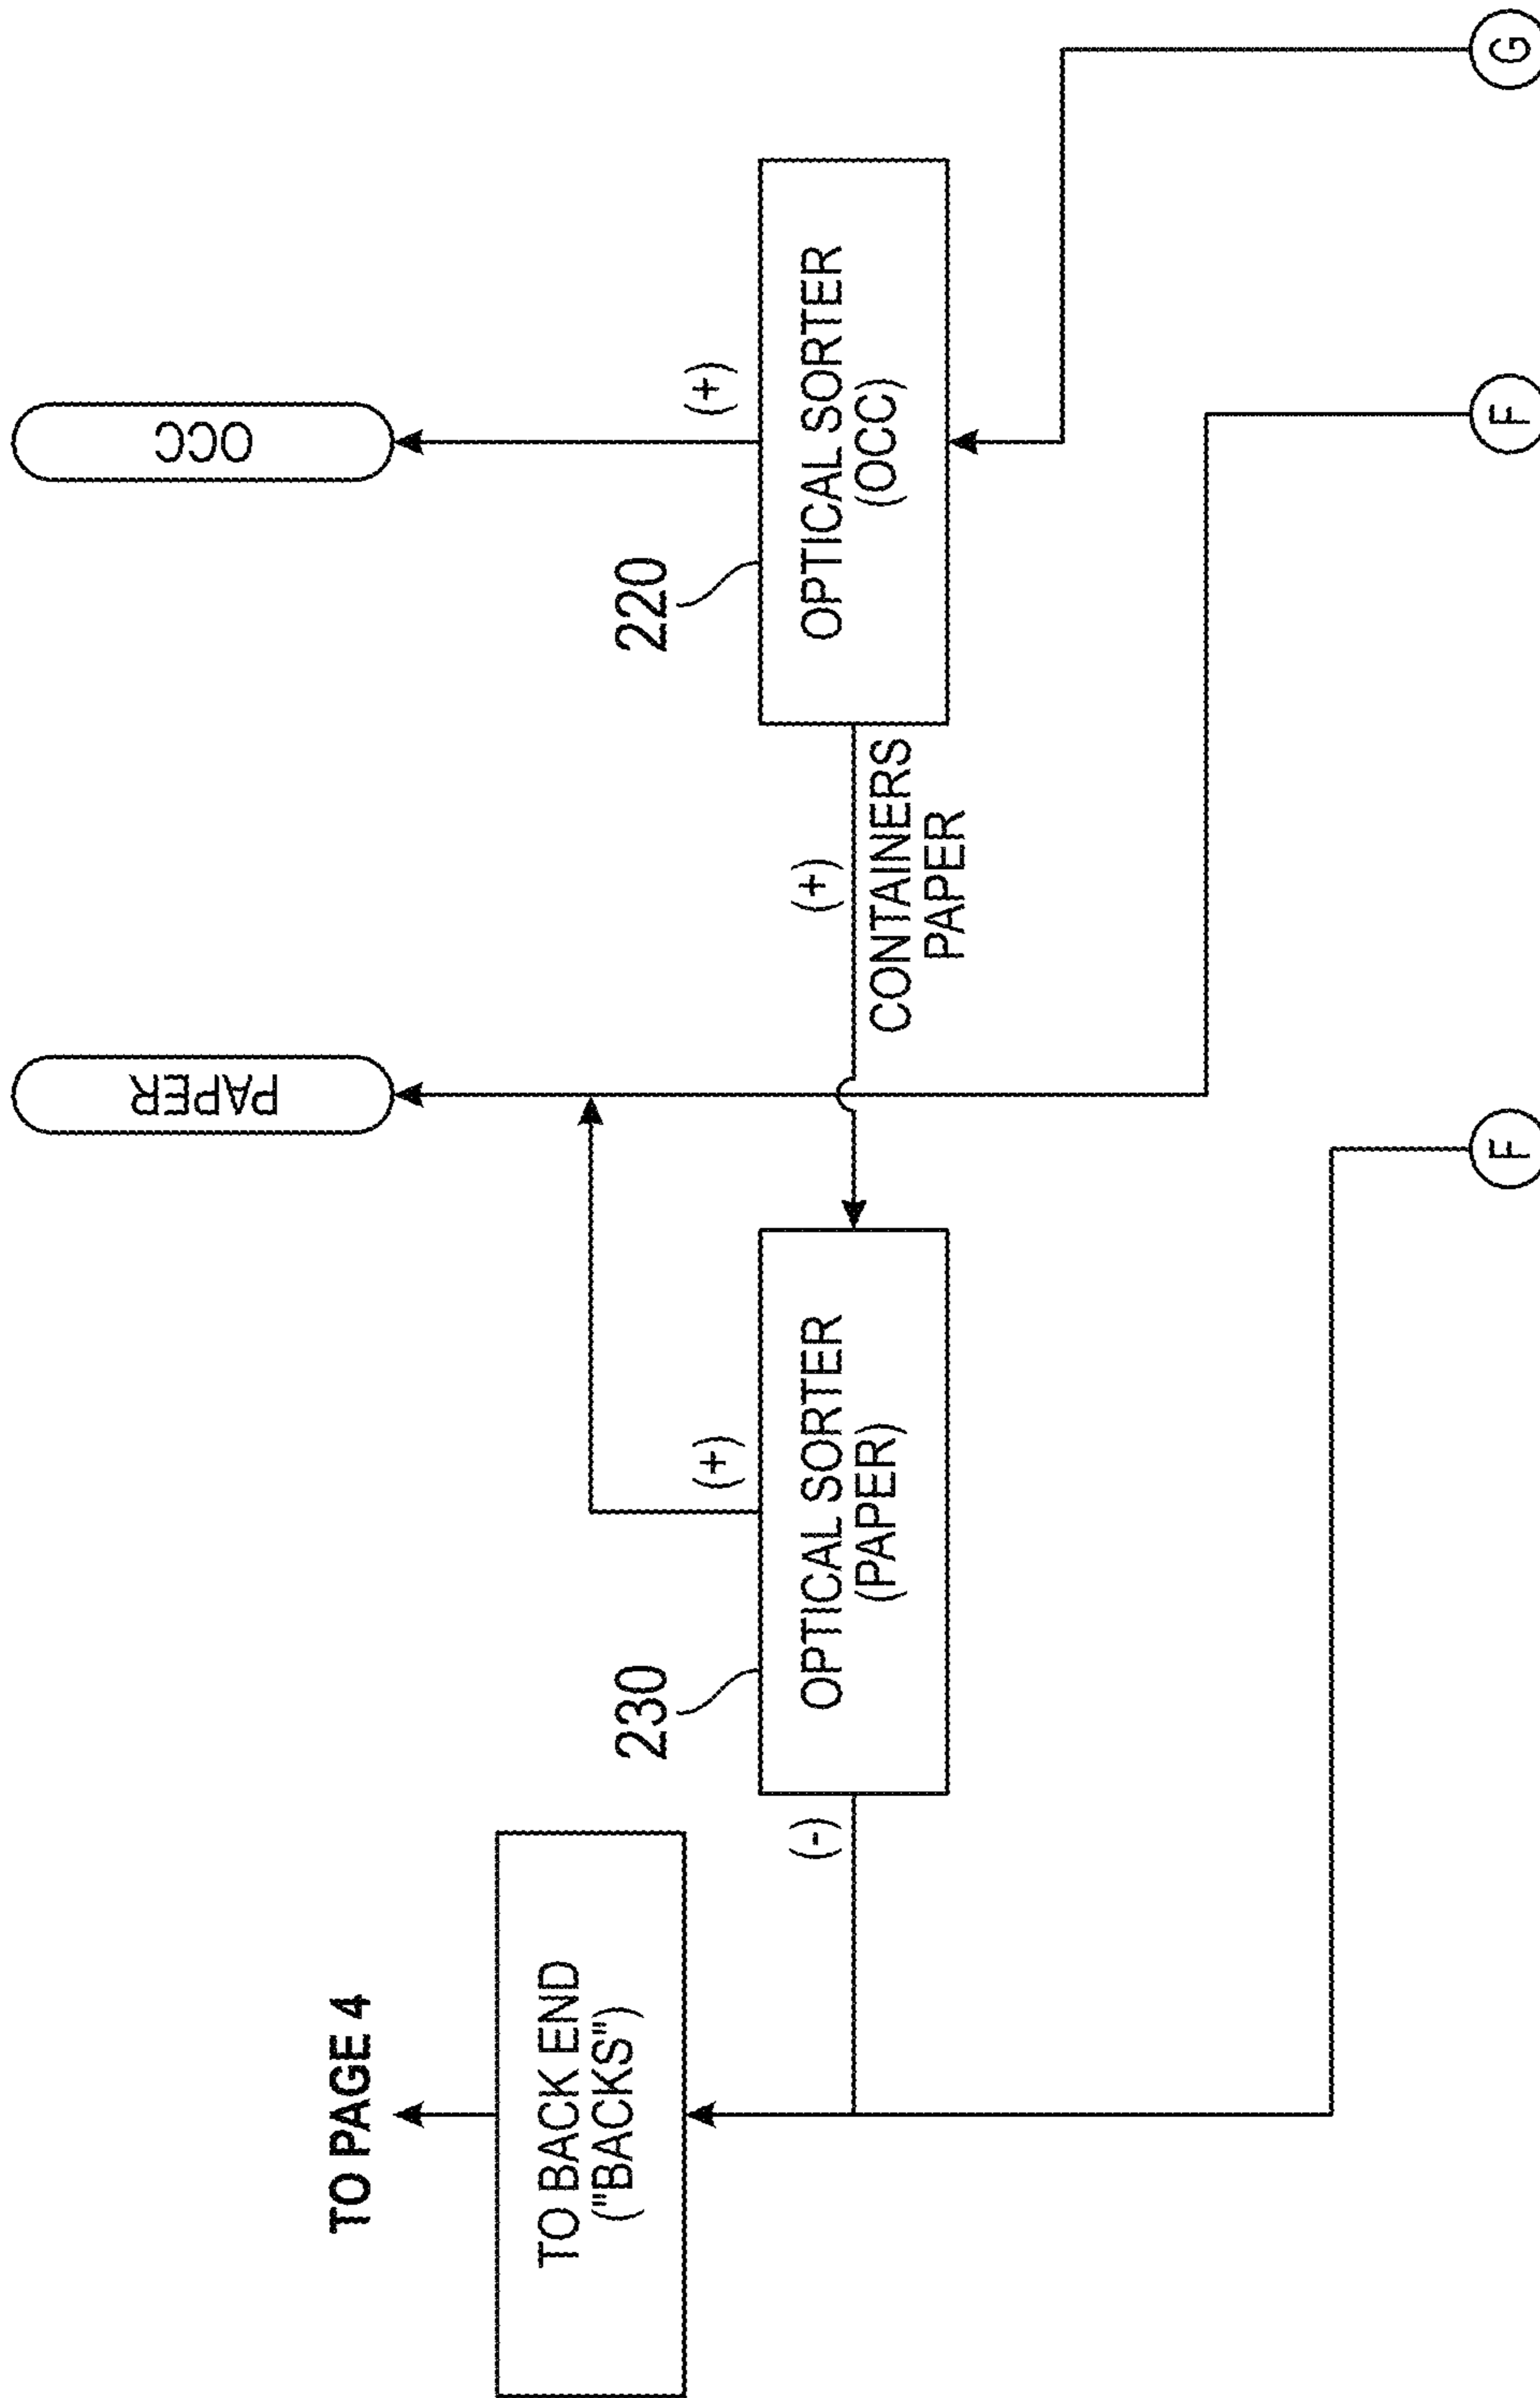 TO PAGE 4
PAPER
OCC
TO BACK END
("BACKS")
230
(+)
220
(+)
(-)
OPTICAL SORTER
(PAPER)
(+)
CONTAINERS
PAPER
OPTICAL SORTER
(OCC)
F
F
G